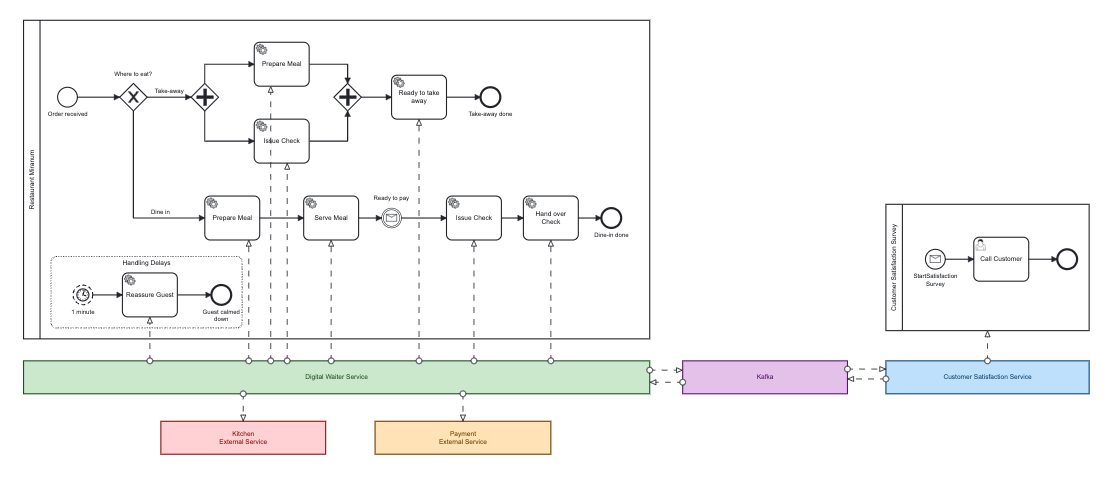 Restaurant Miranum
Order received
Where to eat?
Take-away
Prepare Meal
Issue Check
Ready to take
away
Take-away done
Dine in
Prepare Meal
Serve Meal
Ready to pay
Issue Check
Hand over
Check
Dine-in done
Handling Delays
1 minute
Reassure Guest
Guest calmed
down
Customer Satisfaction Survey
StartSatisfaction
Survey
Call Customer
Digital Waiter Service
Kafka
Customer Satisfaction Service
Kitchen
External Service
Payment
External Service